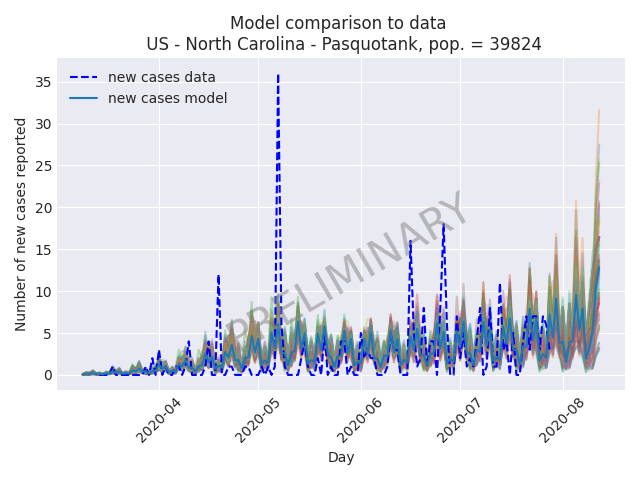 Model comparison to data
US - North Carolina - Pasquotank, pop. = 39824
new cases data
new cases model
PRELIMINARY
Number of new cases reported
35
30
25
20
15
10
5
0
2020-04
2020-05
2020-06
2020-07
2020-08
Day